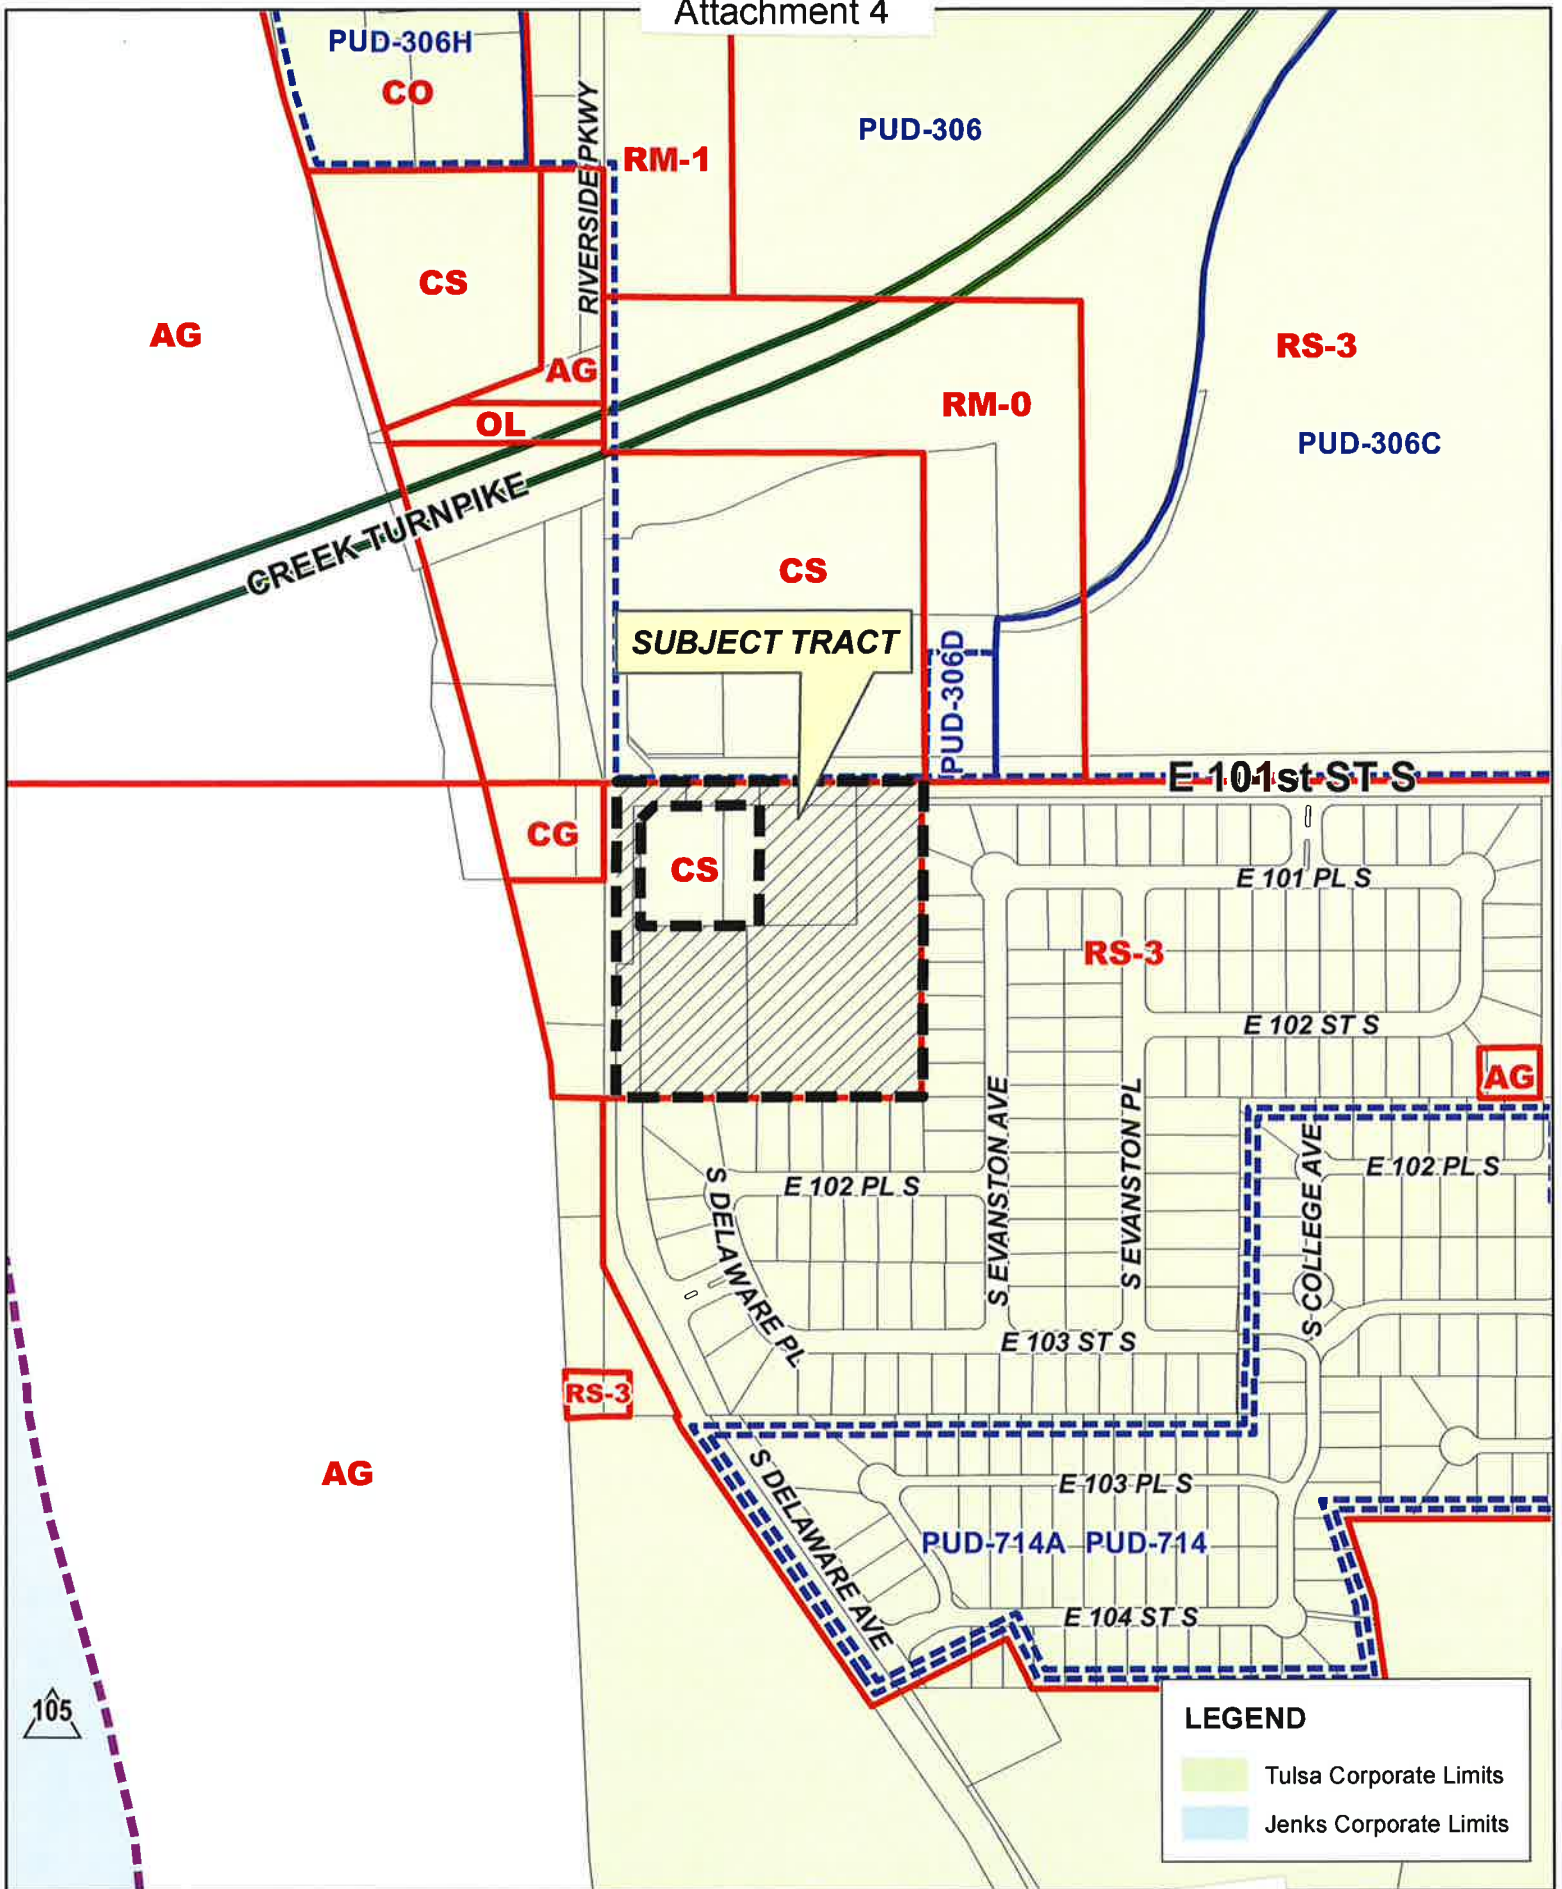 Attachment 4
PUD-306H
CO
RIVERSIDE PKWY
RM-1
PUD-306
CS
AG
AG
RS-3
RM-0
OL
PUD-306C
CREEK TURNPIKE
CS
SUBJECT TRACT
PUD-306D
E 101st ST S
CG
CS
E 101 PL S
RS-3
E 102 ST S
AG
S EVANSTON AVE
S EVANSTON PL
S COLLEGE AVE
E 102 PL S
E 102 PL S
S DELAWARE PL
E 103 ST S
RS-3
AG
S DELAWARE AVE
E 103 PL S
PUD-714A PUD-714
E 104 ST S
105
LEGEND
Tulsa Corporate Limits
Jenks Corporate Limits